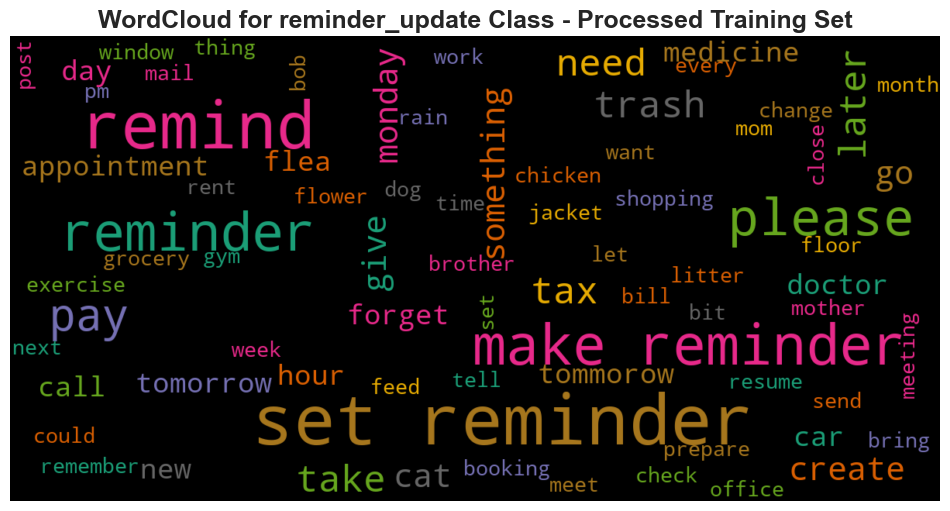 WordCloud for reminder_update Class - Processed Training Set
post
window
thing
day
mail
bob
pm
monday
work
need
medicine
every
later
month
remind
rain
something
trash
change
mom
close
appointment
flea
want
go
rent
flower
dog
time
chicken
jacket
shopping
please
reminder
give
floor
grocery
gym
brother
let
litter
doctor
exercise
tax
bill
mother
pay
forget
set
bit
make reminder
meeting
next
week
call
tomorrow
hour
feed
tell
tommorow
resume
send
set reminder
could
car
bring
prepare
remember
new
take
cat
booking
meet
check
office
create